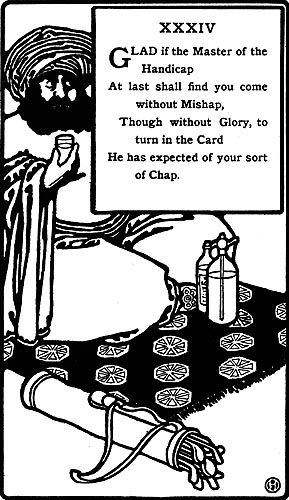 XXXIV
GLAD if the Master of the
Handicap
At last shall find you come
without Mishap,
Though without Glory, to
turn in the Card
He has expected of your sort
of Chap.